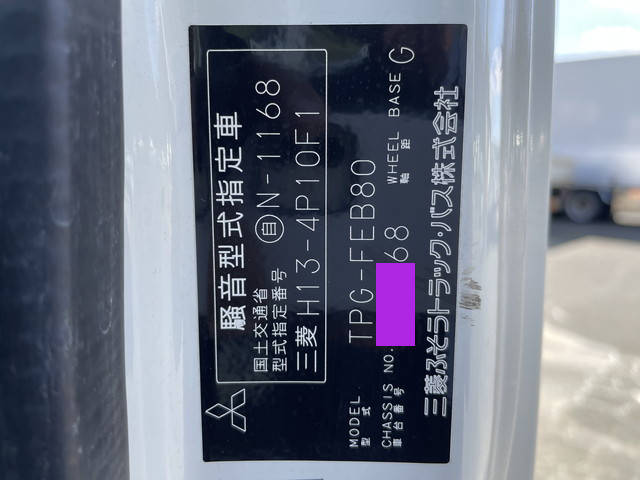 騒音型式指定車
国土交通省
型式指定番号
自 N-1168
三菱 H13-4P10F1
MODEL
型式
TPG-FEB80
CHASSIS NO.
車台番号
68
WHEEL BASE
軸距
G
三菱ふそうトラック・バス株式会社